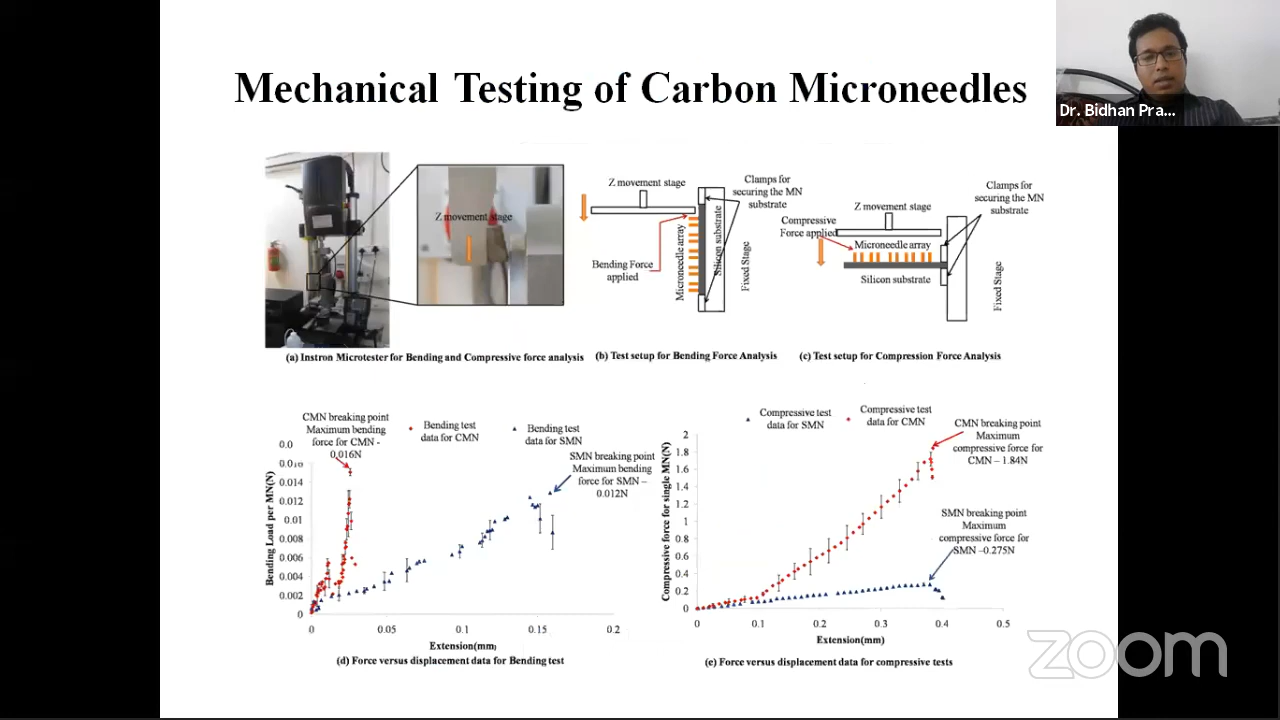 Mechanical Testing of Carbon Microneedles
Dr. Bidhan Pra...
Z movement stage
Z movement stage
Clamps for
securing the MN
substrate
Bending Force
applied
Microneedle array
Silicon substrate
Fixed Stage
Z movement stage
Compressive
Force applied
Microneedle array
Silicon substrate
Clamps for
securing the MN
substrate
Fixed Stage
(a) Instron Microtester for Bending and Compressive force analysis
(b) Test setup for Bending Force Analysis
(c) Test setup for Compression Force Analysis
CMN breaking point
Maximum bending
force for CMN -
0.016N
Bending test
data for CMN
Bending test
data for SMN
SMN breaking point
Maximum bending
force for SMN –
0.012N
Bending Load per MN(N)
0.0
0.016
0.014
0.012
0.01
0.008
0.006
0.004
0.002
0
0 0.05 0.1 0.15 0.2
Extension(mm)
(d) Force versus displacement data for Bending test
Compressive test
data for SMN
Compressive test
data for CMN
CMN breaking point
Maximum
compressive force for
CMN – 1.84N
SMN breaking point
Maximum
compressive force for
SMN –0.275N
Compressive force for single MN(N)
2
1.8
1.6
1.4
1.2
1
0.8
0.6
0.4
0.2
0
0 0.1 0.2 0.3 0.4 0.5
Extension(mm)
(e) Force versus displacement data for compressive tests
zoom